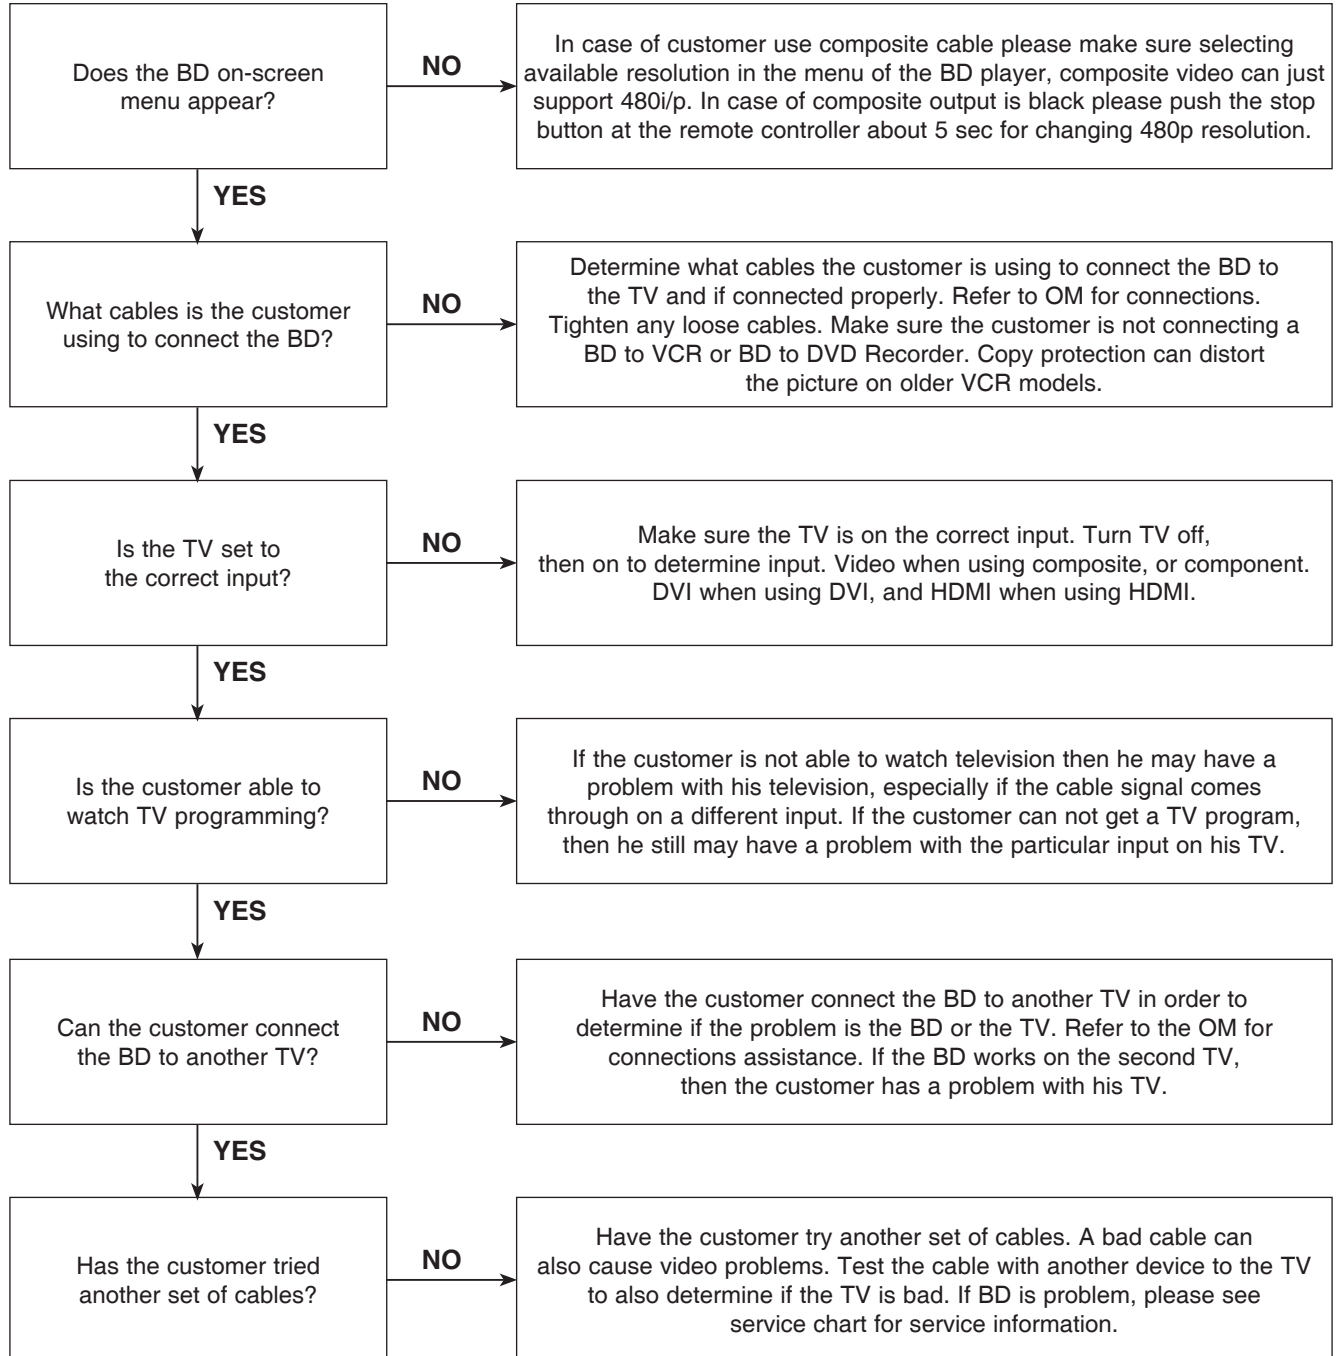 Does the BD on-screen
menu appear?
NO
In case of customer use composite cable please make sure selecting
available resolution in the menu of the BD player, composite video can just
support 480i/p. In case of composite output is black please push the stop
button at the remote controller about 5 sec for changing 480p resolution.
YES
What cables is the customer
using to connect the BD?
NO
Determine what cables the customer is using to connect the BD to
the TV and if connected properly. Refer to OM for connections.
Tighten any loose cables. Make sure the customer is not connecting a
BD to VCR or BD to DVD Recorder. Copy protection can distort
the picture on older VCR models.
YES
Is the TV set to
the correct input?
NO
Make sure the TV is on the correct input. Turn TV off,
then on to determine input. Video when using composite, or component.
DVI when using DVI, and HDMI when using HDMI.
YES
Is the customer able to
watch TV programming?
NO
If the customer is not able to watch television then he may have a
problem with his television, especially if the cable signal comes
through on a different input. If the customer can not get a TV program,
then he still may have a problem with the particular input on his TV.
YES
Can the customer connect
the BD to another TV?
NO
Have the customer connect the BD to another TV in order to
determine if the problem is the BD or the TV. Refer to the OM for
connections assistance. If the BD works on the second TV,
then the customer has a problem with his TV.
YES
Has the customer tried
another set of cables?
NO
Have the customer try another set of cables. A bad cable can
also cause video problems. Test the cable with another device to the TV
to also determine if the TV is bad. If BD is problem, please see
service chart for service information.